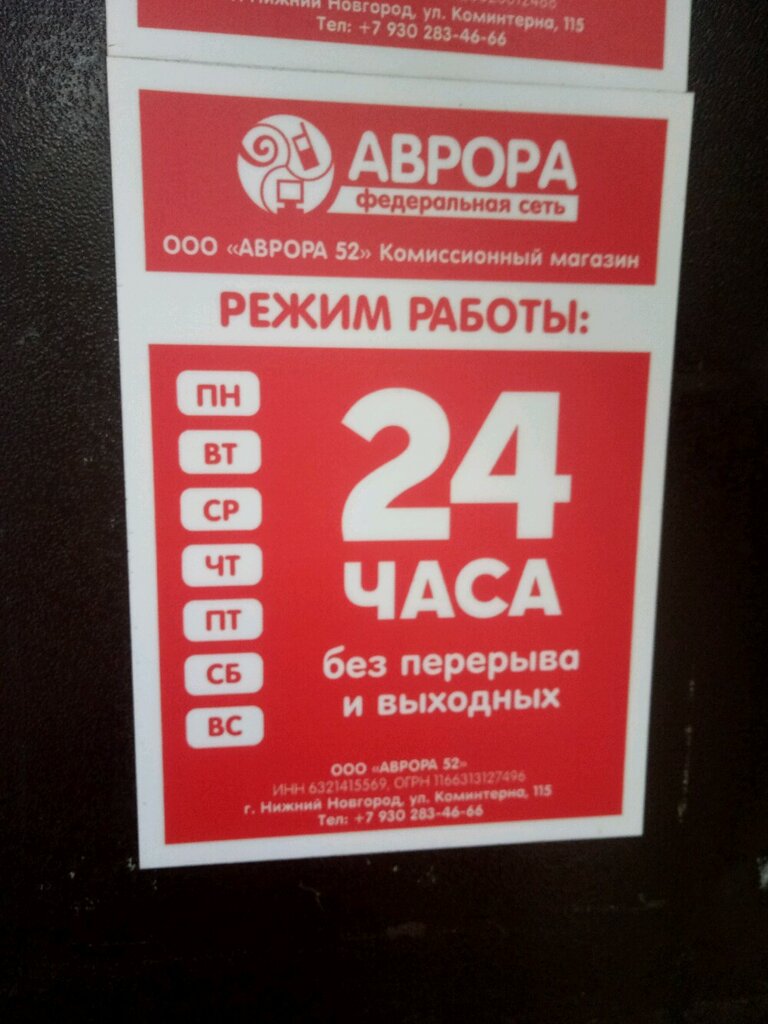 г. Нижний Новгород, ул. Коминтерна, 115
Тел: +7 930 283-46-66
АВРОРА
федеральная сеть
ООО «АВРОРА 52» Комиссионный магазин
РЕЖИМ РАБОТЫ:
ПН
ВТ
СР
ЧТ
ПТ
СБ
ВС
24
ЧАСА
без перерыва
и выходных
ООО «АВРОРА 52»
ИНН 6321415569, ОГРН 1166313127496
г. Нижний Новгород, ул. Коминтерна, 115
Тел: +7 930 283-46-66